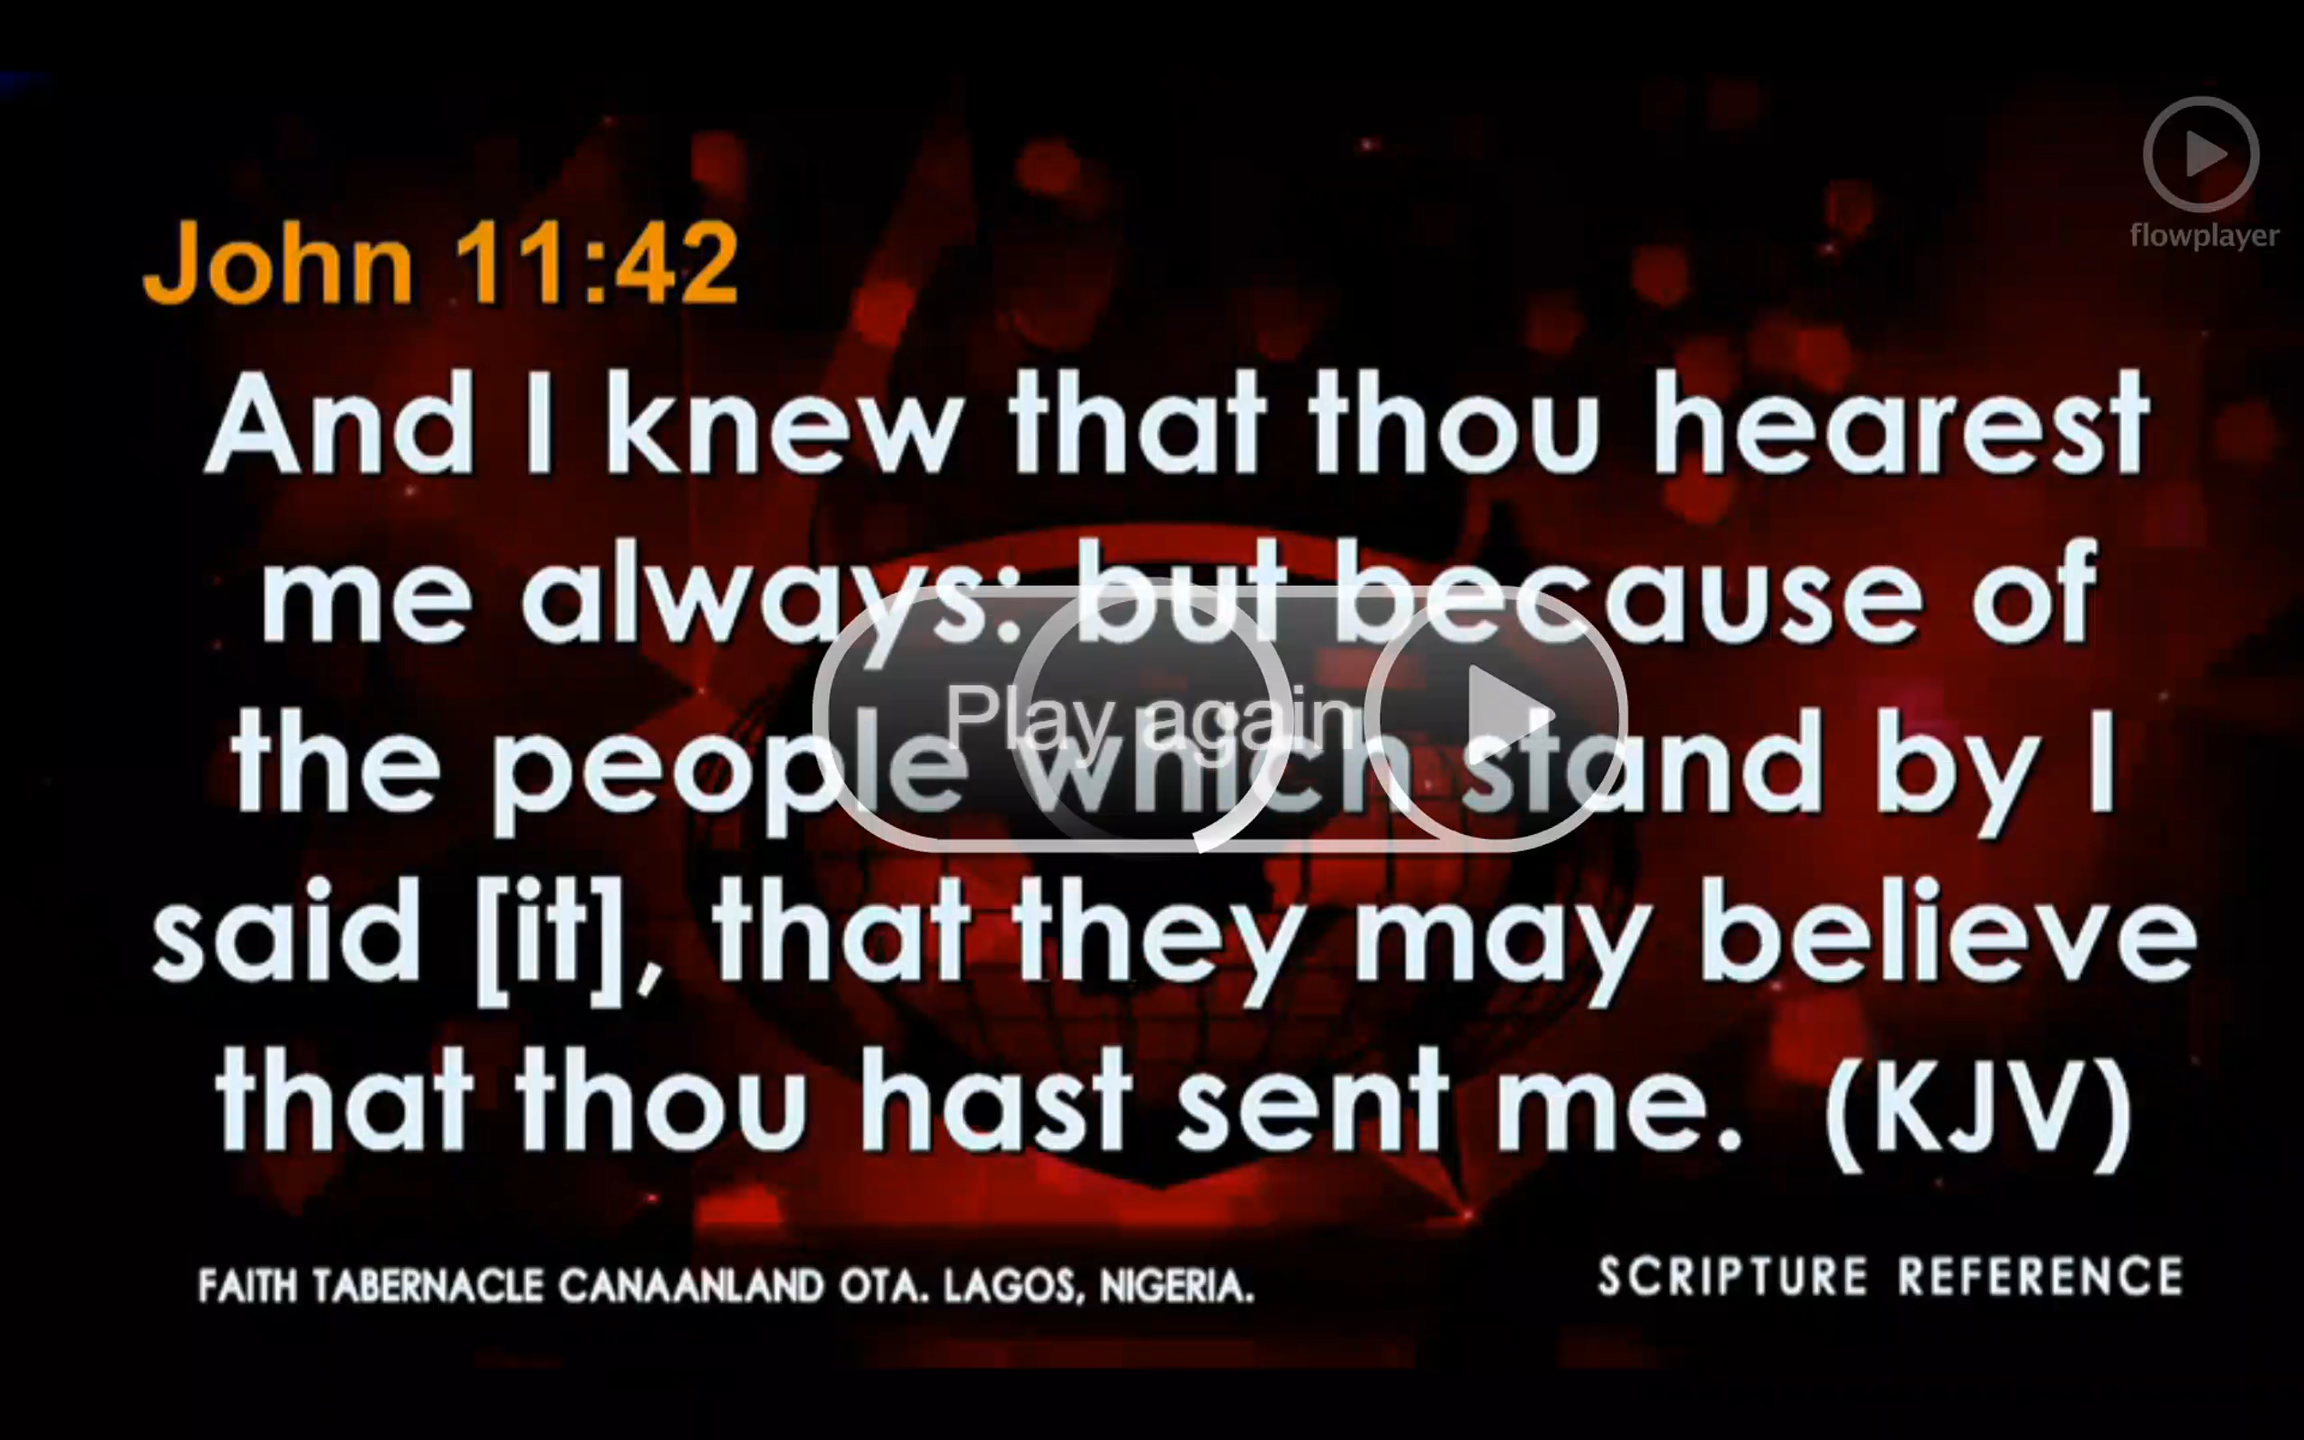 flowplayer
John 11:42
And I knew that thou hearest
me always: but because of
the people which stand by I
said [it], that they may believe
that thou hast sent me. (KJV)
Play again
FAITH TABERNACLE CANAANLAND OTA. LAGOS, NIGERIA.
SCRIPTURE REFERENCE